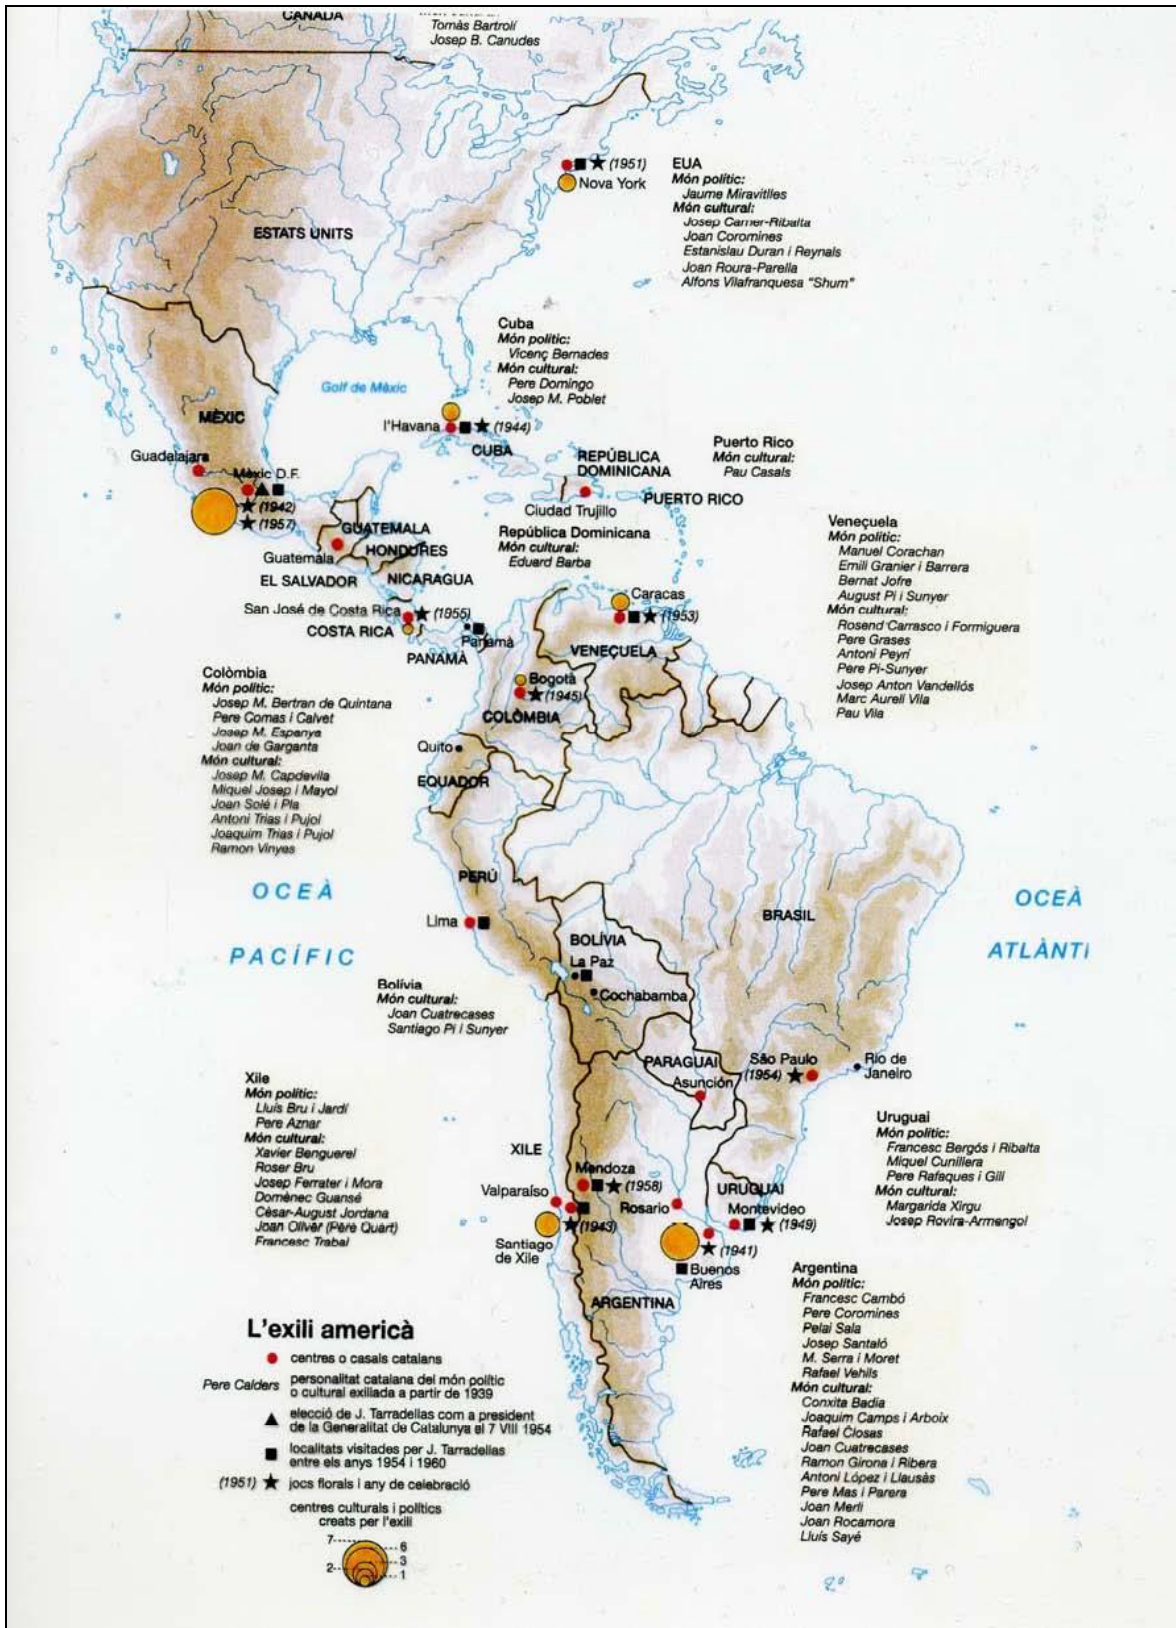 CANADÀ
Tomàs Bartrolí
Josep B. Canudes
(1951)
Nova York
EUA
Món polític:
Jaume Miravitlles
Món cultural:
Josep Carner-Ribalta
Joan Coromines
Estanislau Duran i Reynals
Joan Roura-Parella
Alfons Vilafranquesa "Shum"
ESTATS UNITS
Cuba
Món polític:
Vicenç Bernades
Món cultural:
Pere Domingo
Josep M. Poblet
Golf de Mèxic
MÈXIC
l'Havana
(1944)
CUBA
Guadalajara
Mèxic D.F.
(1942)
(1957)
REPÚBLICA
DOMINICANA
Ciudad Trujillo
PUERTO RICO
Puerto Rico
Món cultural:
Pau Casals
República Dominicana
Món cultural:
Eduard Barba
GUATEMALA
Guatemala
HONDURES
EL SALVADOR
NICARAGUA
San José de Costa Rica
(1955)
COSTA RICA
Panamà
PANAMÀ
Caracas
(1953)
VENEÇUELA
Veneçuela
Món polític:
Manuel Corachan
Emili Granier i Barrera
Bernat Jofre
August Pi i Sunyer
Món cultural:
Rosend Carrasco i Formiguera
Pere Grases
Antoni Peyrí
Pere Pi-Sunyer
Josep Anton Vandellós
Marc Aureli Vila
Pau Vila
Colòmbia
Món polític:
Josep M. Bertran de Quintana
Pere Comas i Calvet
Josep M. Espanya
Joan de Garganta
Món cultural:
Josep M. Capdevila
Miquel Josep i Mayol
Joan Solé i Pla
Antoni Trias i Pujol
Joaquim Trias i Pujol
Ramon Vinyes
Bogotà
(1945)
COLÒMBIA
Quito
EQUADOR
PERÚ
Lima
OCEÀ
PACÍFIC
BRASIL
OCEÀ
ATLÀNTI
BOLÍVIA
La Paz
Cochabamba
Bolívia
Món cultural:
Joan Cuatrecases
Santiago Pi i Sunyer
PARAGUAI
Asunción
São Paulo
(1954)
Río de
Janeiro
Xile
Món polític:
Lluís Bru i Jardí
Pere Aznar
Món cultural:
Xavier Benguerel
Roser Bru
Josep Ferrater i Mora
Domènec Guansé
Cèsar-August Jordana
Joan Oliver (Pere Quart)
Francesc Trabal
XILE
Mendoza
(1958)
Valparaíso
(1943)
Santiago
de Xile
Rosario
URUGUAI
Montevideo
(1949)
(1941)
Buenos
Aires
ARGENTINA
Uruguai
Món polític:
Francesc Bergós i Ribalta
Miquel Cunillera
Pere Rafaques i Gili
Món cultural:
Margarida Xirgu
Josep Rovira-Armengol
Argentina
Món polític:
Francesc Cambó
Pere Coromines
Pelai Sala
Josep Santaló
M. Serra i Moret
Rafael Vehils
Món cultural:
Conxita Badia
Joaquim Camps i Arboix
Rafael Closas
Joan Cuatrecases
Ramon Girona i Ribera
Antoni López i Llausàs
Pere Mas i Parera
Joan Merli
Joan Rocamora
Lluís Sayé
L'exili americà
centres o casals catalans
Pere Calders personalitat catalana del món polític
o cultural exiliada a partir de 1939
elecció de J. Tarradellas com a president
de la Generalitat de Catalunya el 7 VIII 1954
localitats visitades per J. Tarradellas
entre els anys 1954 i 1960
(1951) jocs florals i any de celebració
centres culturals i polítics
creats per l'exili
7
6
3
2
1